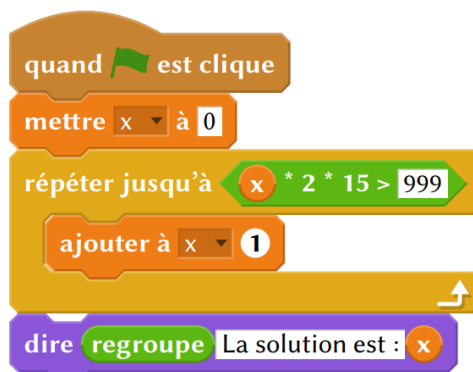 quand est clique
mettre x à 0
répéter jusqu'à x * 2 * 15 > 999
ajouter à x 1
dire regroupe La solution est : x